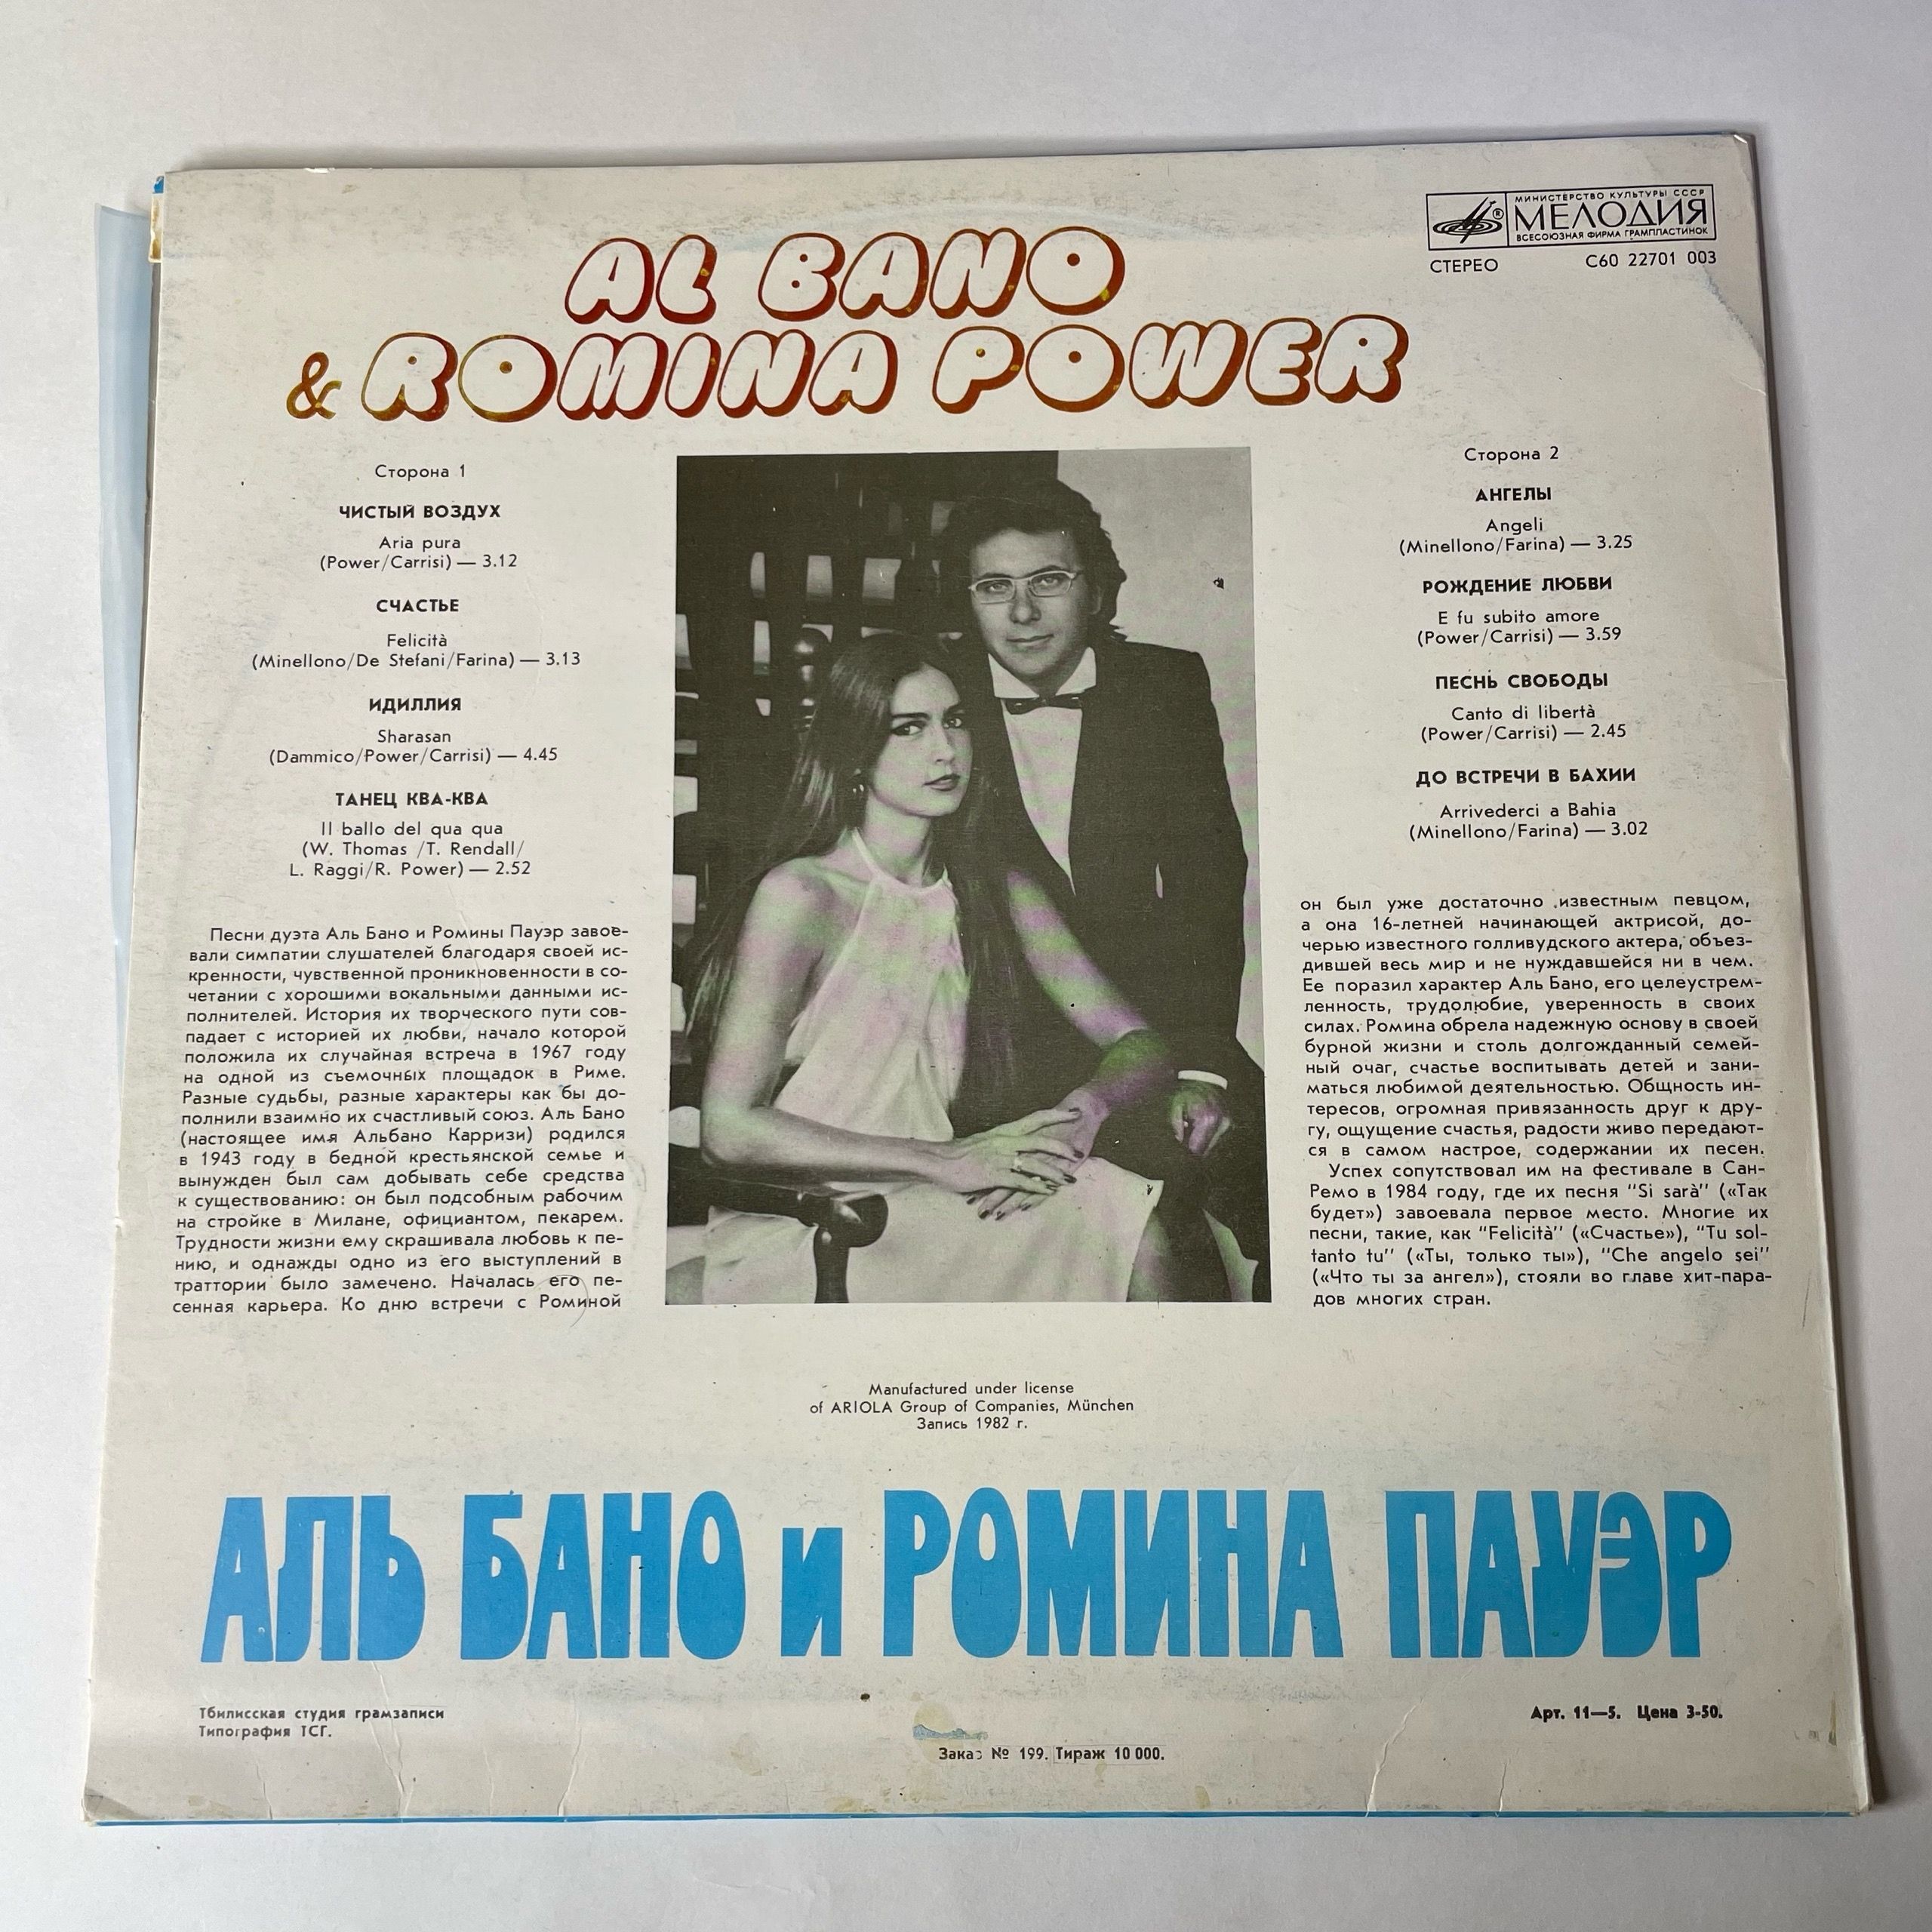 МИНИСТЕРСТВО КУЛЬТУРЫ СССР
МЕЛОДИЯ
ВСЕСОЮЗНАЯ ФИРМА ГРАМПЛАСТИНОК
СТЕРЕО С60 22701 003
AL BANO
& ROMINA POWER
Сторона 1
ЧИСТЫЙ ВОЗДУХ
Aria pura
(Power/Carrisi) — 3.12
СЧАСТЬЕ
Felicità
(Minellono/De Stefani/Farina) — 3.13
ИДИЛЛИЯ
Sharasan
(Dammico/Power/Carrisi) — 4.45
ТАНЕЦ КВА-КВА
Il ballo del qua qua
(W. Thomas /T. Rendall/
L. Raggi/R. Power) — 2.52
Песни дуэта Аль Бано и Ромины Пауэр завое-
вали симпатии слушателей благодаря своей ис-
кренности, чувственной проникновенности в со-
четании с хорошими вокальными данными ис-
полнителей. История их творческого пути сов-
падает с историей их любви, начало которой
положила их случайная встреча в 1967 году
на одной из съемочных площадок в Риме.
Разные судьбы, разные характеры как бы до-
полнили взаимно их счастливый союз. Аль Бано
(настоящее имя Альбано Карризи) родился
в 1943 году в бедной крестьянской семье и
вынужден был сам добывать себе средства
к существованию: он был подсобным рабочим
на стройке в Милане, официантом, пекарем.
Трудности жизни ему скрашивала любовь к пе-
нию, и однажды одно из его выступлений в
траттории было замечено. Началась его пе-
сенная карьера. Ко дню встречи с Роминой
Сторона 2
АНГЕЛЫ
Angeli
(Minellono/Farina) — 3.25
РОЖДЕНИЕ ЛЮБВИ
E fu subito amore
(Power/Carrisi) — 3.59
ПЕСНЬ СВОБОДЫ
Canto di libertà
(Power/Carrisi) — 2.45
ДО ВСТРЕЧИ В БАХИИ
Arrivederci a Bahia
(Minellono/Farina) — 3.02
он был уже достаточно известным певцом,
а она 16-летней начинающей актрисой, до-
черью известного голливудского актера, объез-
дившей весь мир и не нуждавшейся ни в чем.
Ее поразил характер Аль Бано, его целеустрем-
ленность, трудолюбие, уверенность в своих
силах. Ромина обрела надежную основу в своей
бурной жизни и столь долгожданный семей-
ный очаг, счастье воспитывать детей и зани-
маться любимой деятельностью. Общность ин-
тересов, огромная привязанность друг к дру-
гу, ощущение счастья, радости живо передают-
ся в самом настрое, содержании их песен.
Успех сопутствовал им на фестивале в Сан-
Ремо в 1984 году, где их песня "Si sarà" («Так
будет») завоевала первое место. Многие их
песни, такие, как "Felicità" («Счастье»), "Tu sol-
tanto tu" («Ты, только ты»), "Che angelo sei"
(«Что ты за ангел»), стояли во главе хит-пара-
дов многих стран.
Manufactured under license
of ARIOLA Group of Companies, München
Запись 1982 г.
АЛЬ БАНО и РОМИНА ПАУЭР
Тбилисская студия грамзаписи
Типография ТСГ.
Арт. 11—5. Цена 3-50.
Заказ № 199. Тираж 10 000.